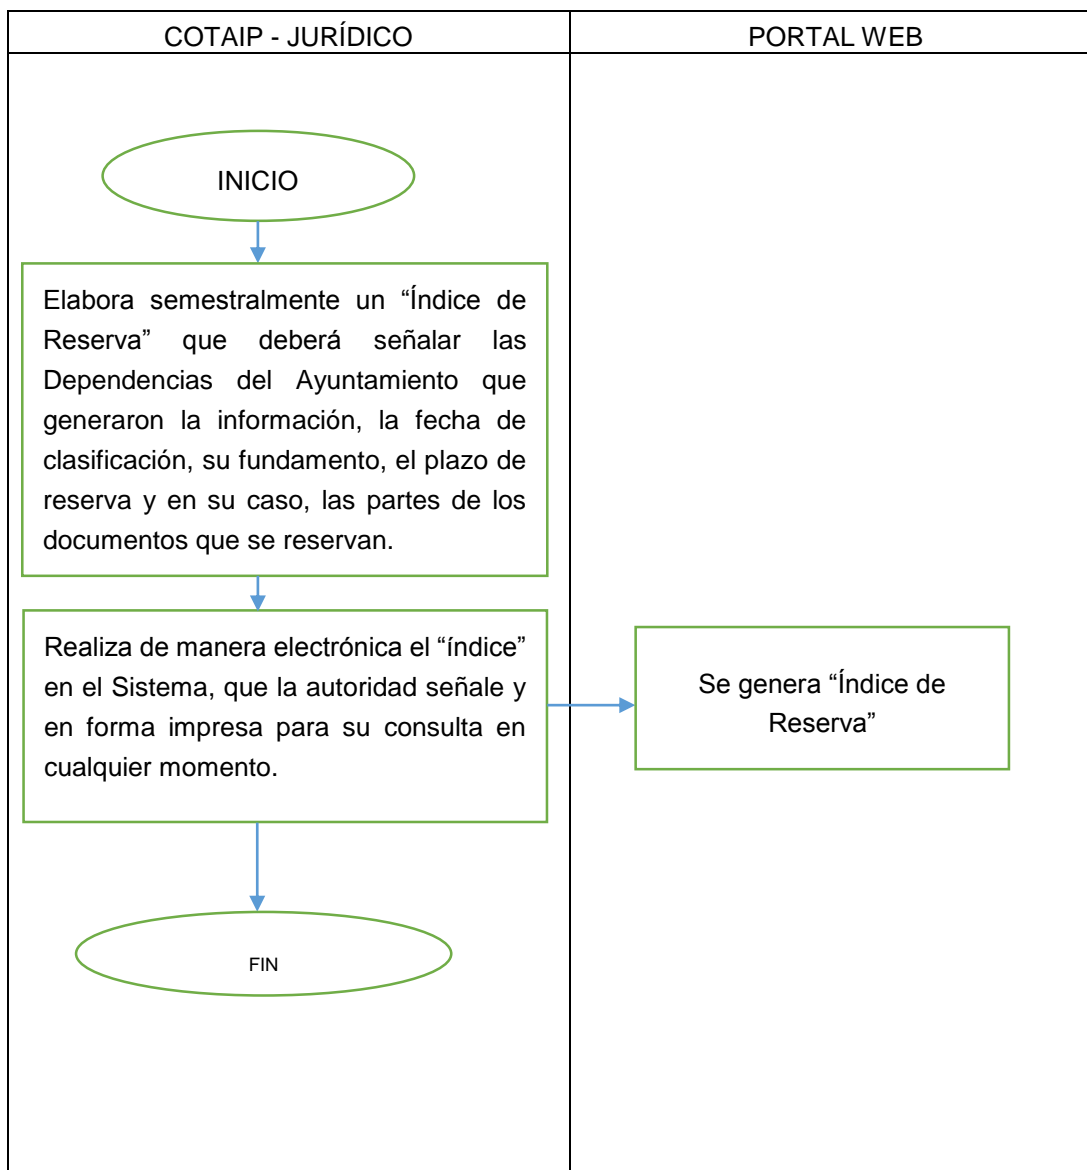 COTAIP - JURÍDICO
PORTAL WEB
INICIO
Elabora semestralmente un “Índice de
Reserva” que deberá señalar las
Dependencias del Ayuntamiento que
generaron la información, la fecha de
clasificación, su fundamento, el plazo de
reserva y en su caso, las partes de los
documentos que se reservan.
Realiza de manera electrónica el “índice”
en el Sistema, que la autoridad señale y
en forma impresa para su consulta en
cualquier momento.
Se genera “Índice de
Reserva”
FIN